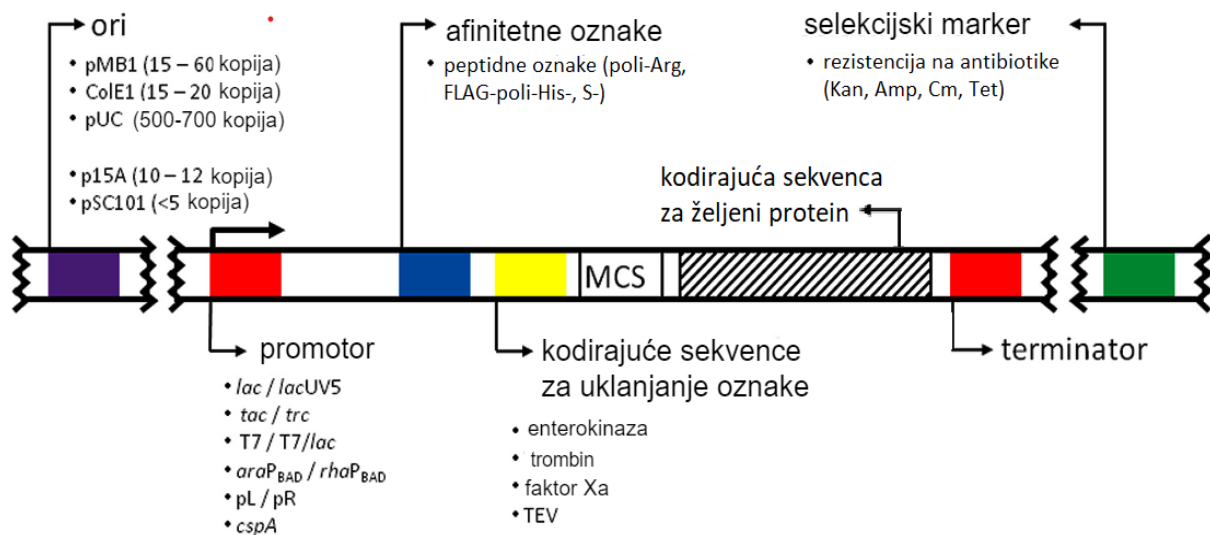 ori
• pMB1 (15 – 60 kopija)
• ColE1 (15 – 20 kopija)
• pUC (500-700 kopija)
• p15A (10 – 12 kopija)
• pSC101 (<5 kopija)
afinitetne oznake
• peptidne oznake (poli-Arg,
FLAG-poli-His-, S-)
selekcijski marker
• rezistencija na antibiotike
(Kan, Amp, Cm, Tet)
kodirajuća sekvenca
za željeni protein
MCS
promotor
• lac / lacUV5
• tac / trc
• T7 / T7/lac
• araPBAD / rhaPBAD
• pL / pR
• cspA
kodirajuće sekvence
za uklanjanje oznake
• enterokinaza
• trombin
• faktor Xa
• TEV
terminator